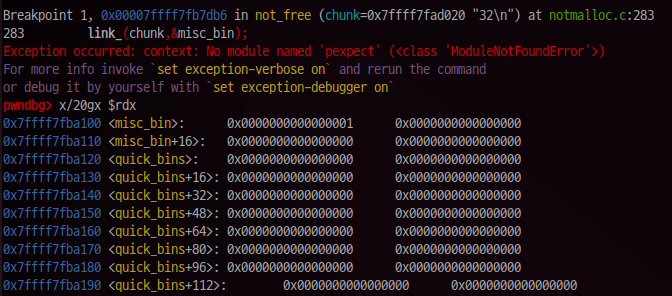 Breakpoint 1, 0x00007ffff7fb7db6 in not_free (chunk=0x7ffff7fad020 "32\n") at notmalloc.c:283
283 link_(chunk,&misc_bin);
Exception occurred: context: No module named 'pexpect' (<class 'ModuleNotFoundError'>)
For more info invoke `set exception-verbose on` and rerun the command
or debug it by yourself with `set exception-debugger on`
pwndbg> x/20gx $rdx
0x7ffff7fba100 <misc_bin>: 0x0000000000000001 0x0000000000000000
0x7ffff7fba110 <misc_bin+16>: 0x0000000000000000 0x0000000000000000
0x7ffff7fba120 <quick_bins>: 0x0000000000000000 0x0000000000000000
0x7ffff7fba130 <quick_bins+16>: 0x0000000000000000 0x0000000000000000
0x7ffff7fba140 <quick_bins+32>: 0x0000000000000000 0x0000000000000000
0x7ffff7fba150 <quick_bins+48>: 0x0000000000000000 0x0000000000000000
0x7ffff7fba160 <quick_bins+64>: 0x0000000000000000 0x0000000000000000
0x7ffff7fba170 <quick_bins+80>: 0x0000000000000000 0x0000000000000000
0x7ffff7fba180 <quick_bins+96>: 0x0000000000000000 0x0000000000000000
0x7ffff7fba190 <quick_bins+112>: 0x0000000000000000 0x0000000000000000